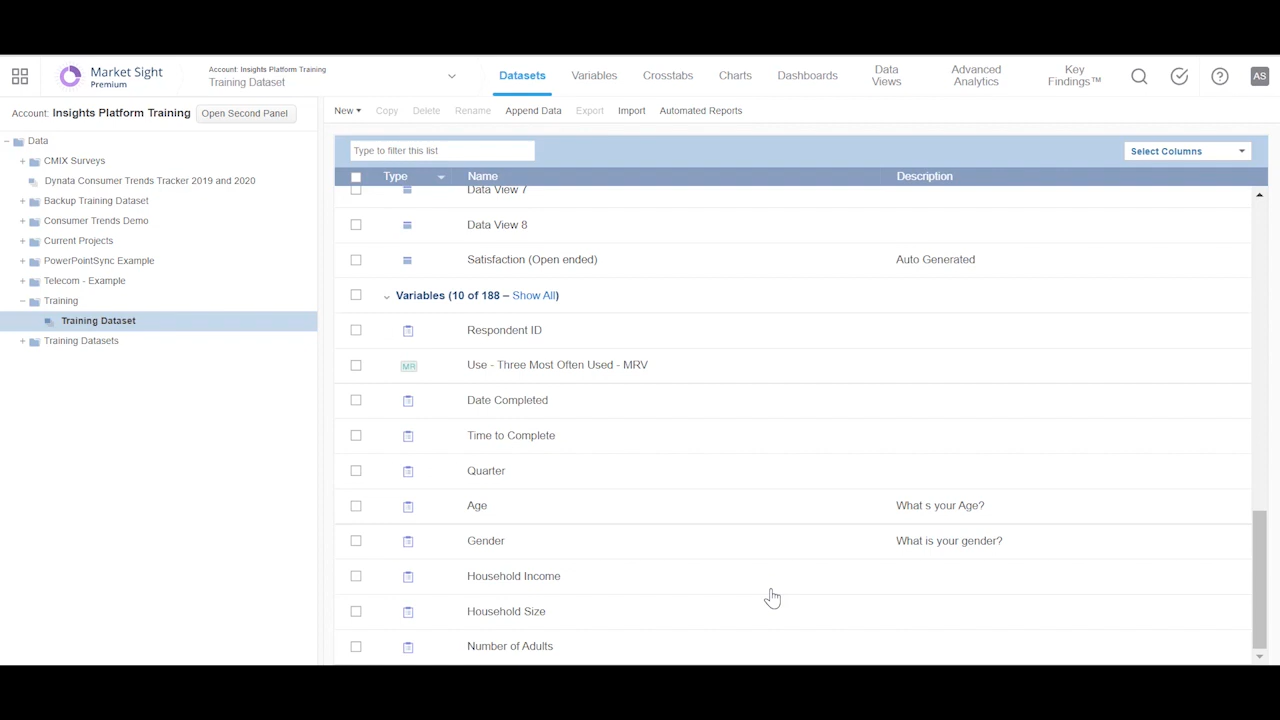 Market Sight
Premium
Account: Insights Platform Training
Training Dataset
Datasets
Variables
Crosstabs
Charts
Dashboards
Data
Views
Advanced
Analytics
Key
Findings™
AS
Account: Insights Platform Training
Open Second Panel
New
Copy
Delete
Rename
Append Data
Export
Import
Automated Reports
Data
CMIX Surveys
Dynata Consumer Trends Tracker 2019 and 2020
Backup Training Dataset
Consumer Trends Demo
Current Projects
PowerPointSync Example
Telecom - Example
Training
Training Dataset
Training Datasets
Type to filter this list
Select Columns
Type Name Description
Data View 7
Data View 8
Satisfaction (Open ended) Auto Generated
Variables (10 of 188 – Show All)
Respondent ID
MR Use - Three Most Often Used - MRV
Date Completed
Time to Complete
Quarter
Age What s your Age?
Gender What is your gender?
Household Income
Household Size
Number of Adults